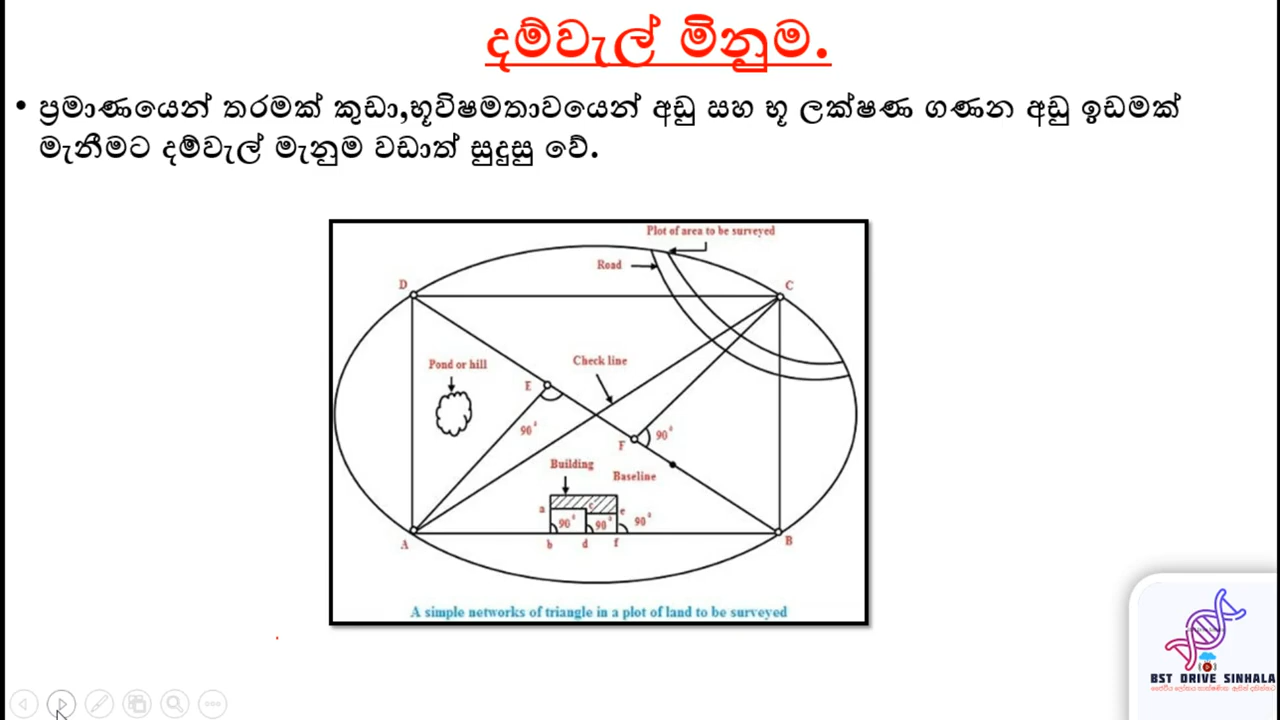 දම්වැල් මිනුම.
• ප්‍රමාණයෙන් තරමක් කුඩා,භූවිෂමතාවයෙන් අඩු සහ භූ ලක්ෂණ ගණන අඩු ඉඩමක්
මැනීමට දම්වැල් මැනුම වඩාත් සුදුසු වේ.
Plot of area to be surveyed
Road
D
C
Pond or hill
Check line
E
90°
F
90°
Building
Baseline
a
c
e
90°
90°
90°
A
b
d
f
B
A simple networks of triangle in a plot of land to be surveyed
BST DRIVE SINHALA